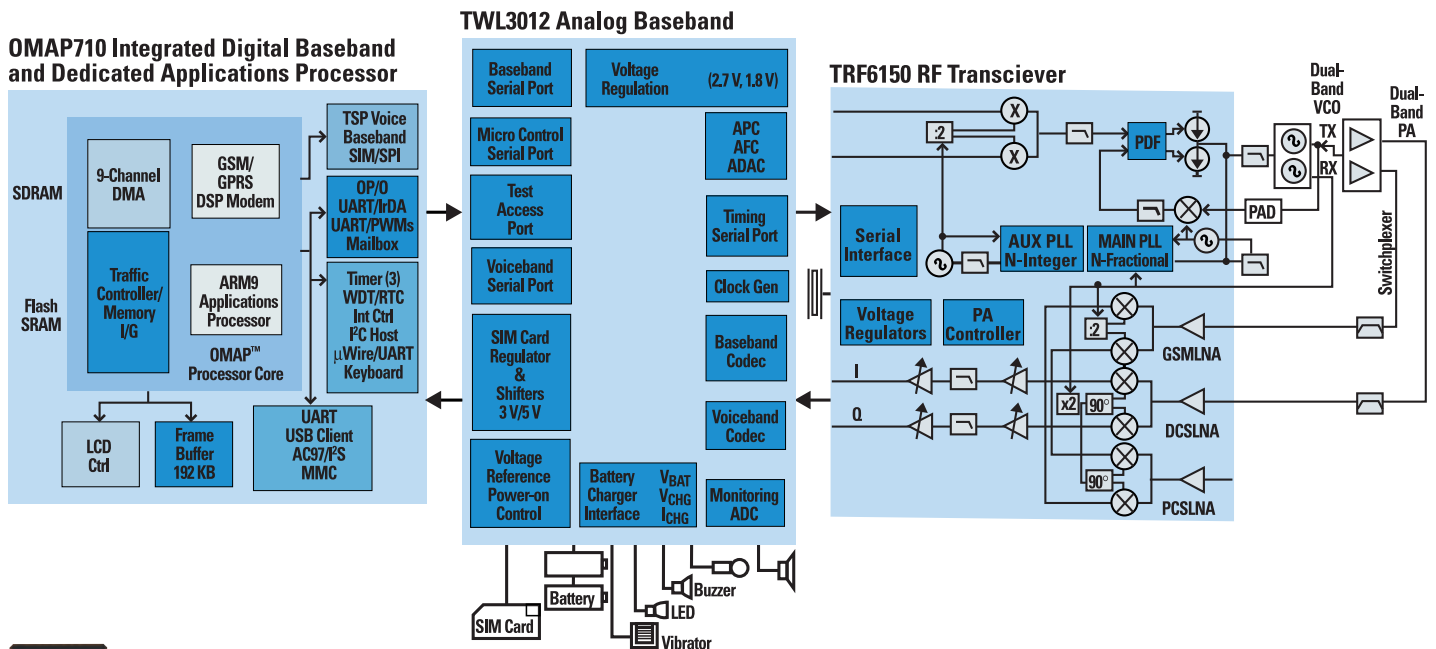 TWL3012 Analog Baseband
OMAP710 Integrated Digital Baseband
and Dedicated Applications Processor
TRF6150 RF Transciever
SDRAM
Flash
SRAM
9-Channel
DMA
GSM/
GPRS
DSP Modem
Traffic
Controller/
Memory
I/G
ARM9
Applications
Processor
OMAP™
Processor Core
TSP Voice
Baseband
SIM/SPI
OP/O
UART/IrDA
UART/PWMs
Mailbox
Timer (3)
WDT/RTC
Int Ctrl
I²C Host
µWire/UART
Keyboard
LCD
Ctrl
Frame
Buffer
192 KB
UART
USB Client
AC97/I²S
MMC
Baseband
Serial Port
Voltage
Regulation
(2.7 V, 1.8 V)
Micro Control
Serial Port
APC
AFC
ADAC
Test
Access
Port
Timing
Serial Port
Voiceband
Serial Port
Clock Gen
SIM Card
Regulator
&
Shifters
3 V/5 V
Baseband
Codec
Voiceband
Codec
Voltage
Reference
Power-on
Control
Battery
Charger
Interface
VBAT
VCHG
ICHG
Monitoring
ADC
SIM Card
Battery
Buzzer
LED
Vibrator
X
X
:2
PDF
Serial
Interface
AUX PLL
N-Integer
MAIN PLL
N-Fractional
PAD
Voltage
Regulators
PA
Controller
:2
x2
90°
90°
I
Q
GSMLNA
DCSLNA
PCSLNA
Dual-
Band
VCO
TX
RX
Dual-
Band
PA
Switchplexer